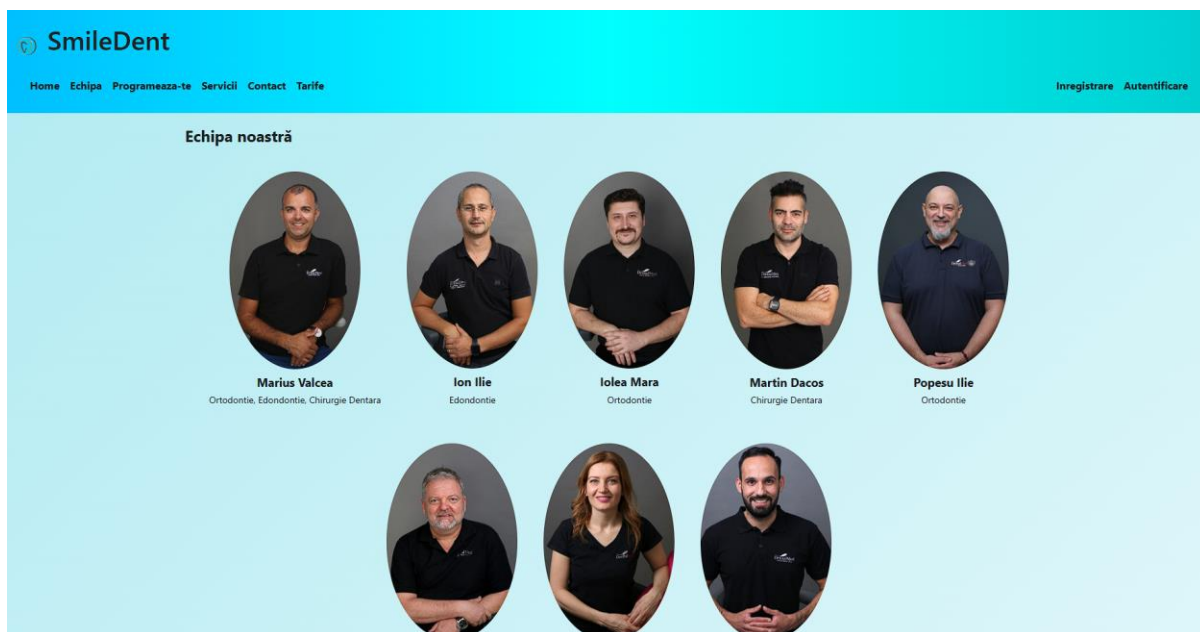 SmileDent
Home Echipa Programeaza-te Servicii Contact Tarife Inregistrare Autentificare
Echipa noastră
Marius Valcea Ion Ilie Iolea Mara Martin Dacos Popesu Ilie
Ortodontie, Edondontie, Chirurgie Dentara Edondontie Ortodontie Chirurgie Dentara Ortodontie